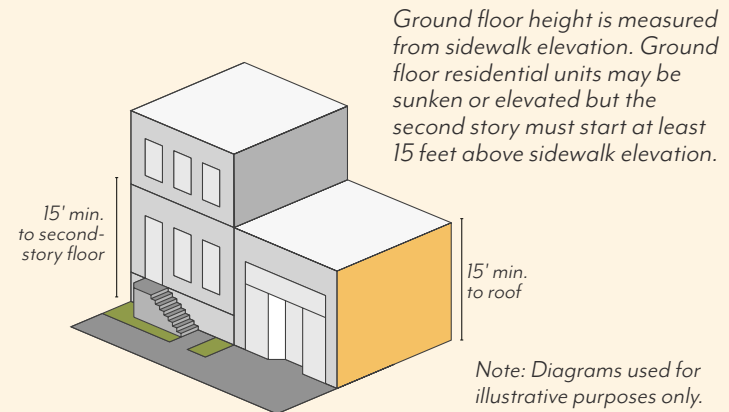 Ground floor height is measured
from sidewalk elevation. Ground
floor residential units may be
sunken or elevated but the
second story must start at least
15 feet above sidewalk elevation.
15' min.
to second-
story floor
15' min.
to roof
Note: Diagrams used for
illustrative purposes only.